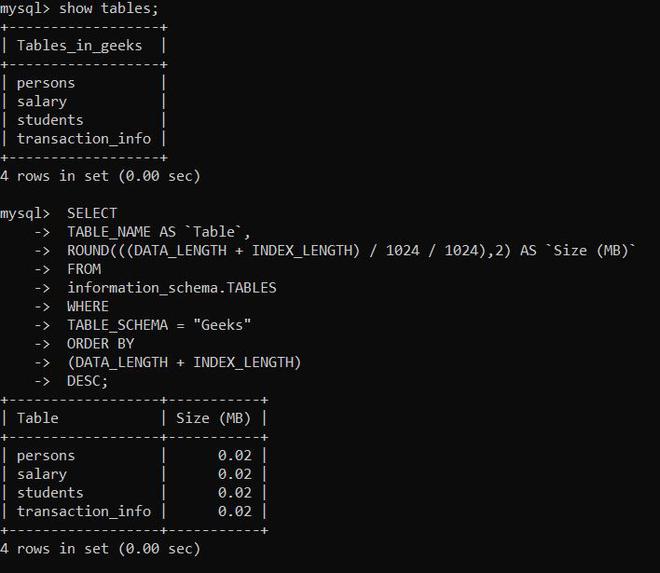 mysql> show tables;
+------------------+
| Tables_in_geeks  |
+------------------+
| persons          |
| salary           |
| students         |
| transaction_info |
+------------------+
4 rows in set (0.00 sec)

mysql>  SELECT
    ->  TABLE_NAME AS `Table`,
    ->  ROUND(((DATA_LENGTH + INDEX_LENGTH) / 1024 / 1024),2) AS `Size (MB)`
    ->  FROM
    ->  information_schema.TABLES
    ->  WHERE
    ->  TABLE_SCHEMA = "Geeks"
    ->  ORDER BY
    ->  (DATA_LENGTH + INDEX_LENGTH)
    ->  DESC;
+------------------+-----------+
| Table            | Size (MB) |
+------------------+-----------+
| persons          |      0.02 |
| salary           |      0.02 |
| students         |      0.02 |
| transaction_info |      0.02 |
+------------------+-----------+
4 rows in set (0.00 sec)